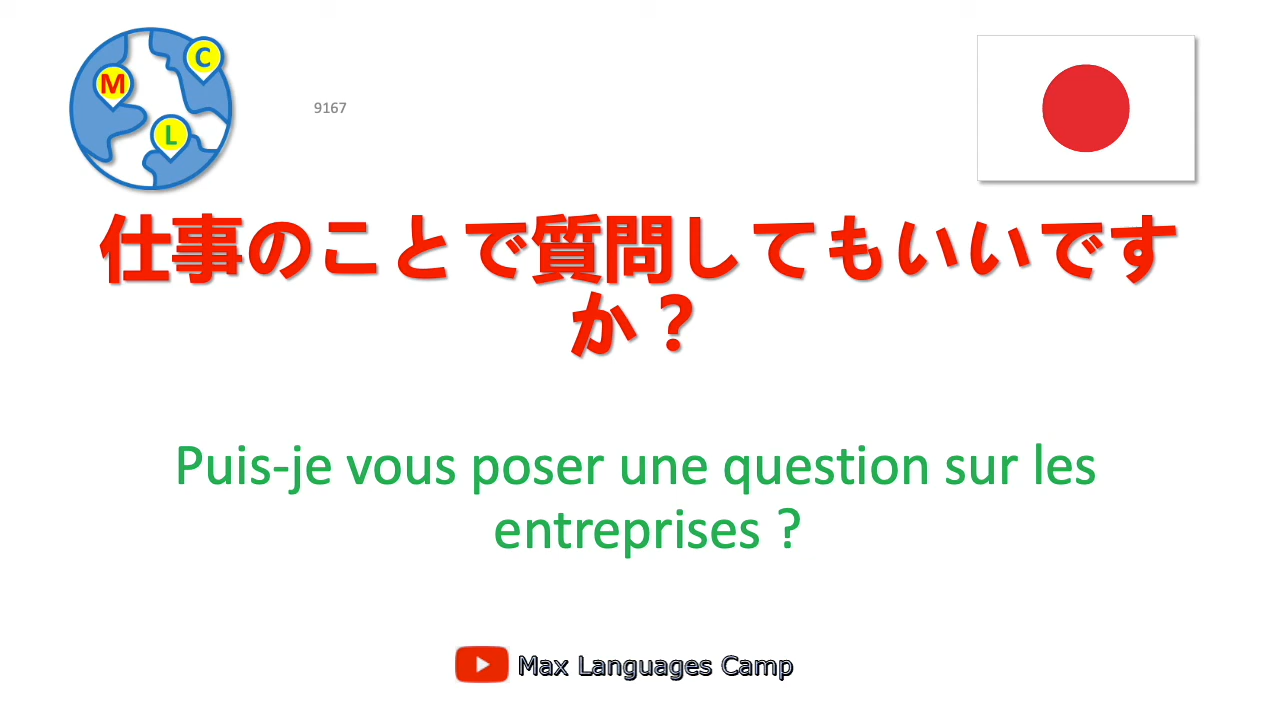 C
M
L
9167
仕事のことで質問してもいいです
か？
Puis-je vous poser une question sur les
entreprises ?
Max Languages Camp